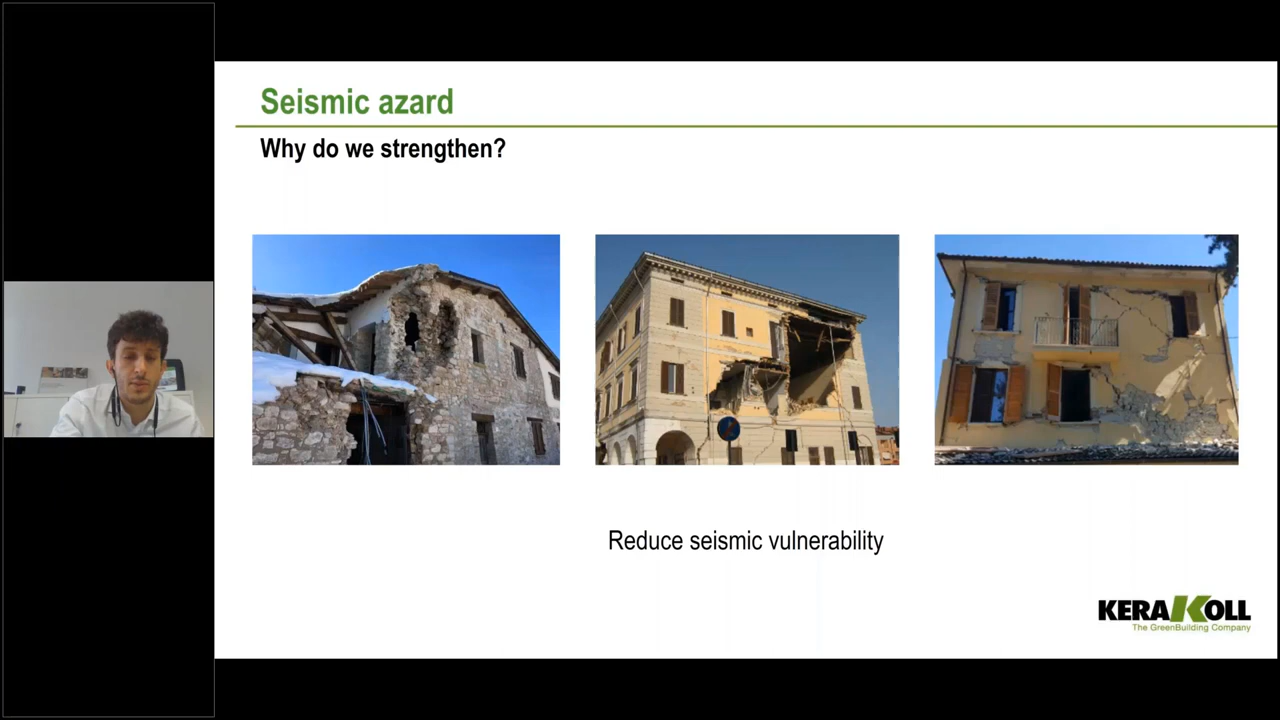 Seismic azard
Why do we strengthen?
Reduce seismic vulnerability
KERAKOLL
The GreenBuilding Company